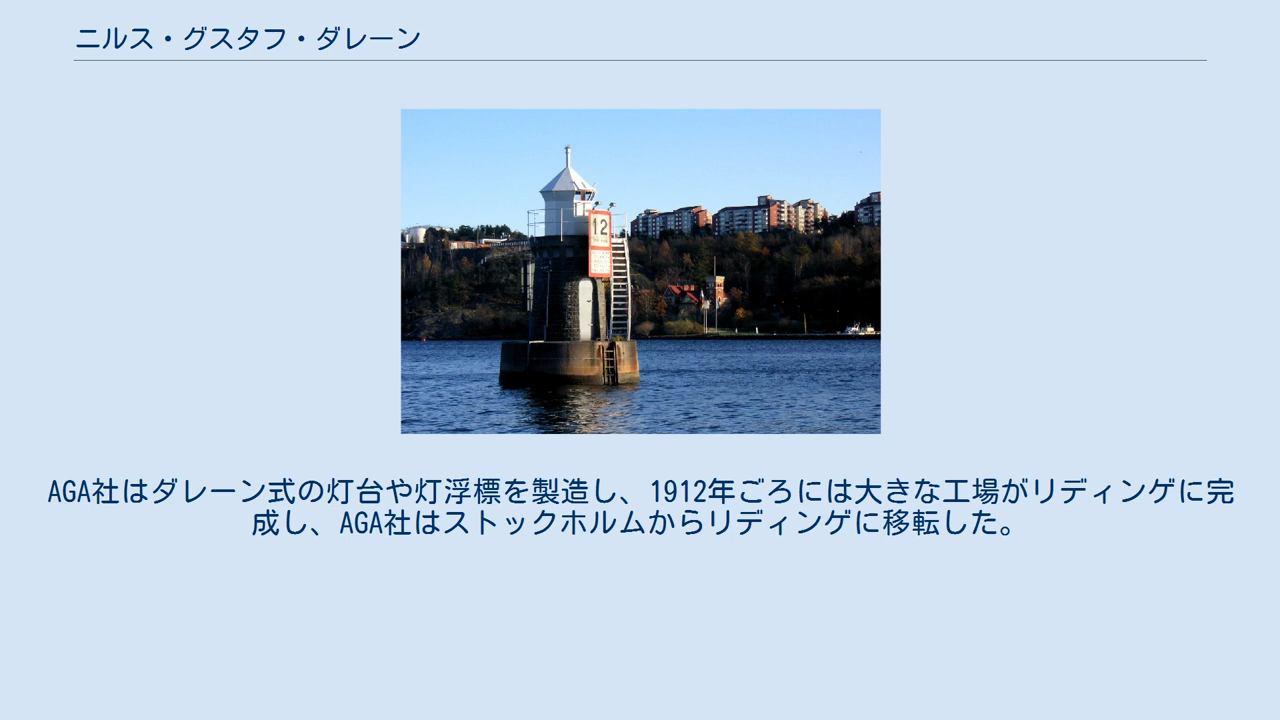 ニルス・グスタフ・ダレーン
12
AGA社はダレーン式の灯台や灯浮標を製造し、1912年ごろには大きな工場がリディンゲに完
成し、AGA社はストックホルムからリディンゲに移転した。